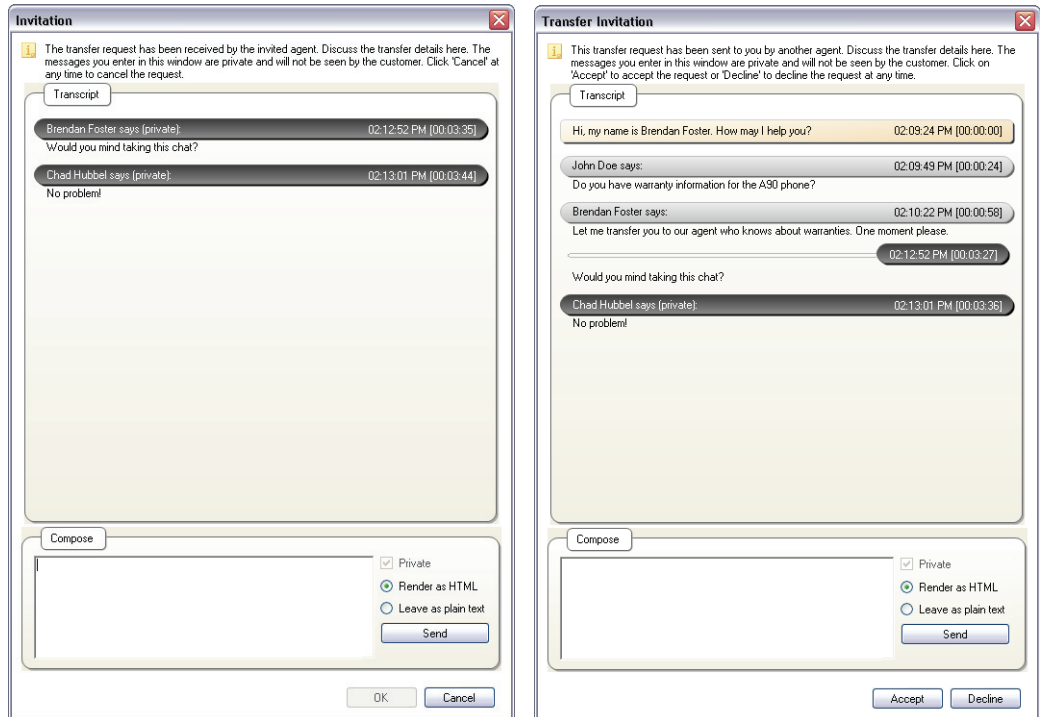 Invitation
The transfer request has been received by the invited agent. Discuss the transfer details here. The
messages you enter in this window are private and will not be seen by the customer. Click 'Cancel' at
any time to cancel the request.
Transcript
Brendan Foster says (private): 02:12:52 PM [00:03:35]
Would you mind taking this chat?
Chad Hubbel says (private): 02:13:01 PM [00:03:44]
No problem!
Compose
Private
Render as HTML
Leave as plain text
Send
OK Cancel
Transfer Invitation
This transfer request has been sent to you by another agent. Discuss the transfer details here. The
messages you enter in this window are private and will not be seen by the customer. Click on
'Accept' to accept the request or 'Decline' to decline the request at any time.
Transcript
Hi, my name is Brendan Foster. How may I help you? 02:09:24 PM [00:00:00]
John Doe says: 02:09:49 PM [00:00:24]
Do you have warranty information for the A90 phone?
Brendan Foster says: 02:10:22 PM [00:00:58]
Let me transfer you to our agent who knows about warranties. One moment please.
02:12:52 PM [00:03:27]
Would you mind taking this chat?
Chad Hubbel says (private): 02:13:01 PM [00:03:36]
No problem!
Compose
Private
Render as HTML
Leave as plain text
Send
Accept Decline